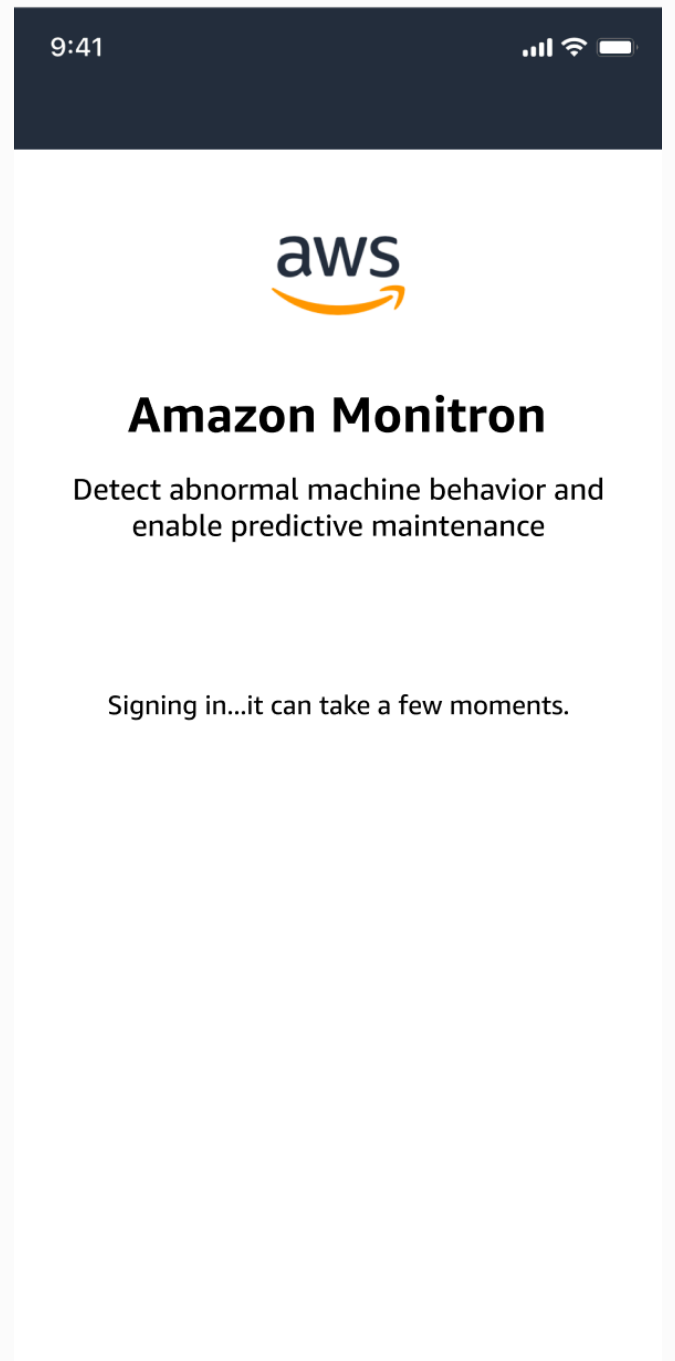 9:41
aws
Amazon Monitron
Detect abnormal machine behavior and
enable predictive maintenance
Signing in...it can take a few moments.